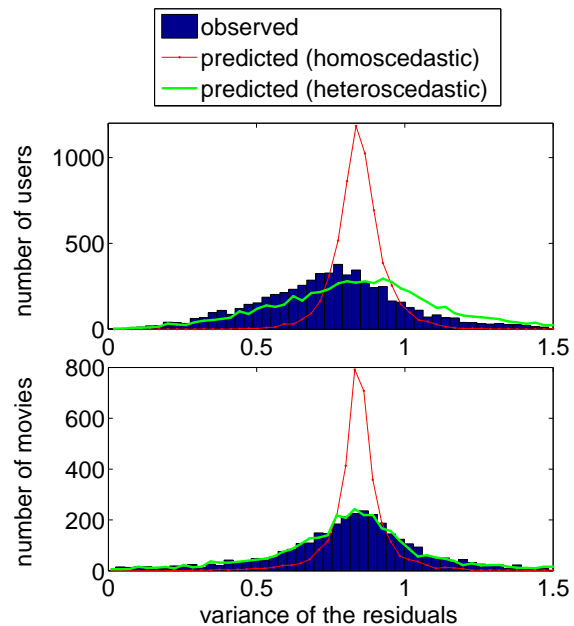 observed
predicted (homoscedastic)
predicted (heteroscedastic)
number of users
1000
500
0
0 0.5 1 1.5
number of movies
800
600
400
200
0
0 0.5 1 1.5
variance of the residuals